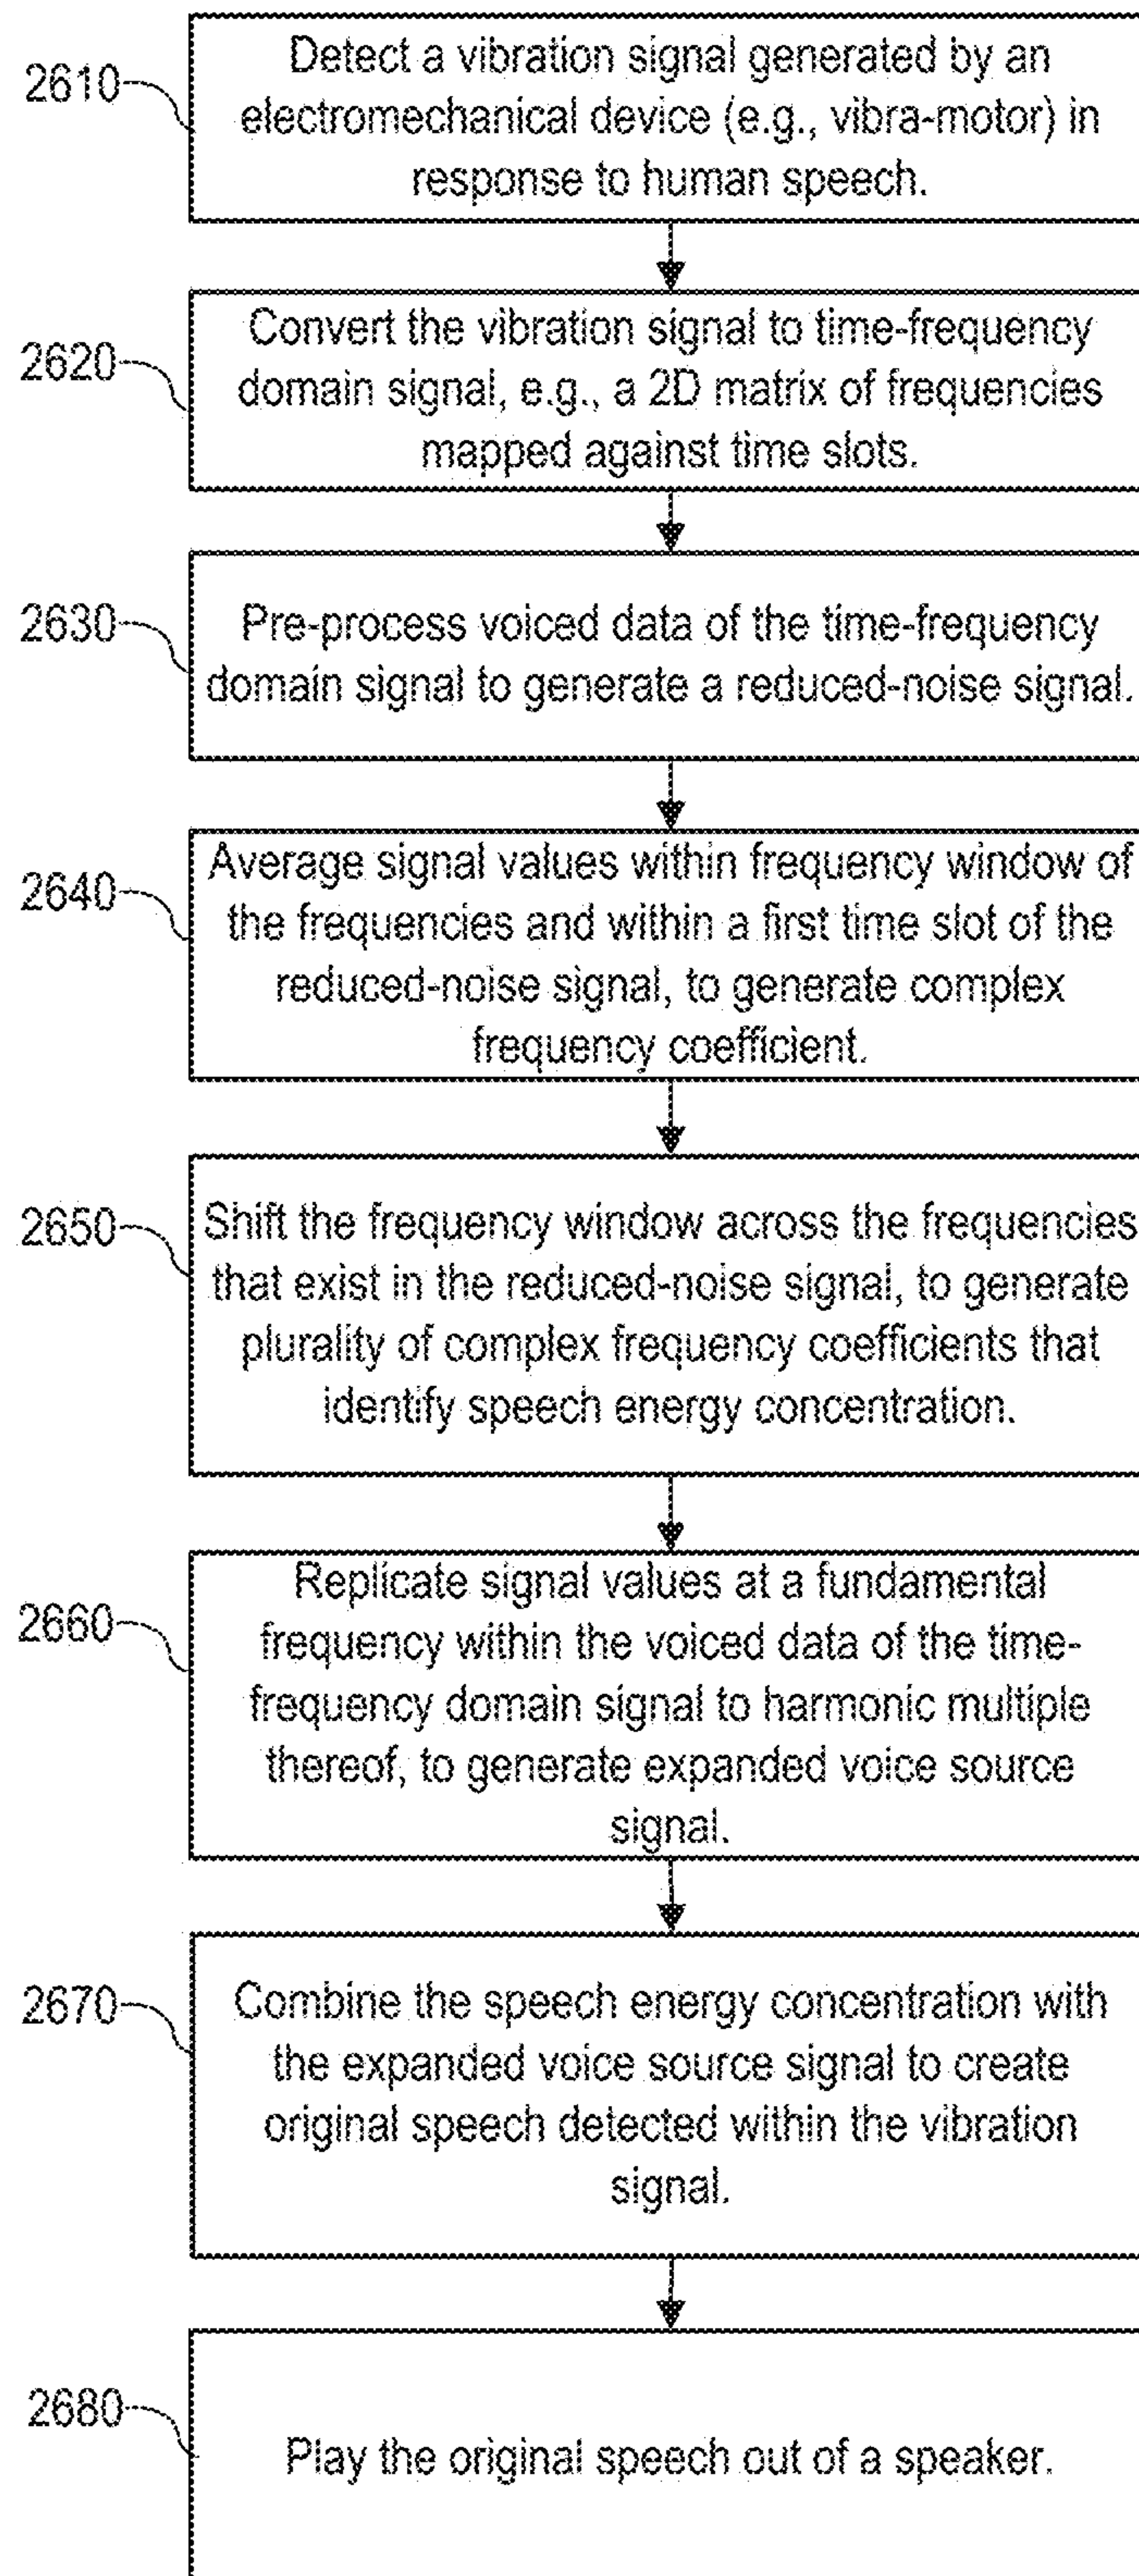 2610
Detect a vibration signal generated by an
electromechanical device (e.g., vibra-motor) in
response to human speech.
2620
Convert the vibration signal to time-frequency
domain signal, e.g., a 2D matrix of frequencies
mapped against time slots.
2630
Pre-process voiced data of the time-frequency
domain signal to generate a reduced-noise signal.
2640
Average signal values within frequency window of
the frequencies and within a first time slot of the
reduced-noise signal, to generate complex
frequency coefficient.
2650
Shift the frequency window across the frequencies
that exist in the reduced-noise signal, to generate
plurality of complex frequency coefficients that
identify speech energy concentration.
2660
Replicate signal values at a fundamental
frequency within the voiced data of the time-
frequency domain signal to harmonic multiple
thereof, to generate expanded voice source
signal.
2670
Combine the speech energy concentration with
the expanded voice source signal to create
original speech detected within the vibration
signal.
2680
Play the original speech out of a speaker.